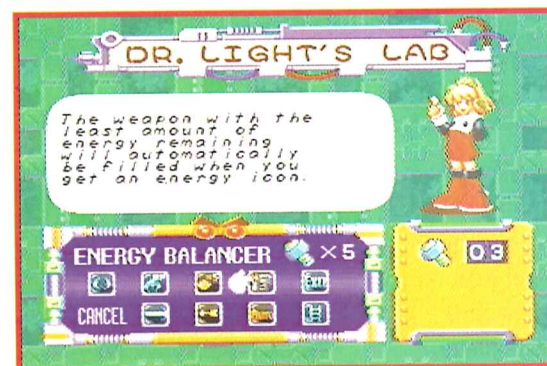 DR. LIGHT'S LAB
The weapon with the
least amount of
energy remaining
will automatically
be filled when you
get an energy icon.
ENERGY BALANCER ×5
03
Exit
CANCEL